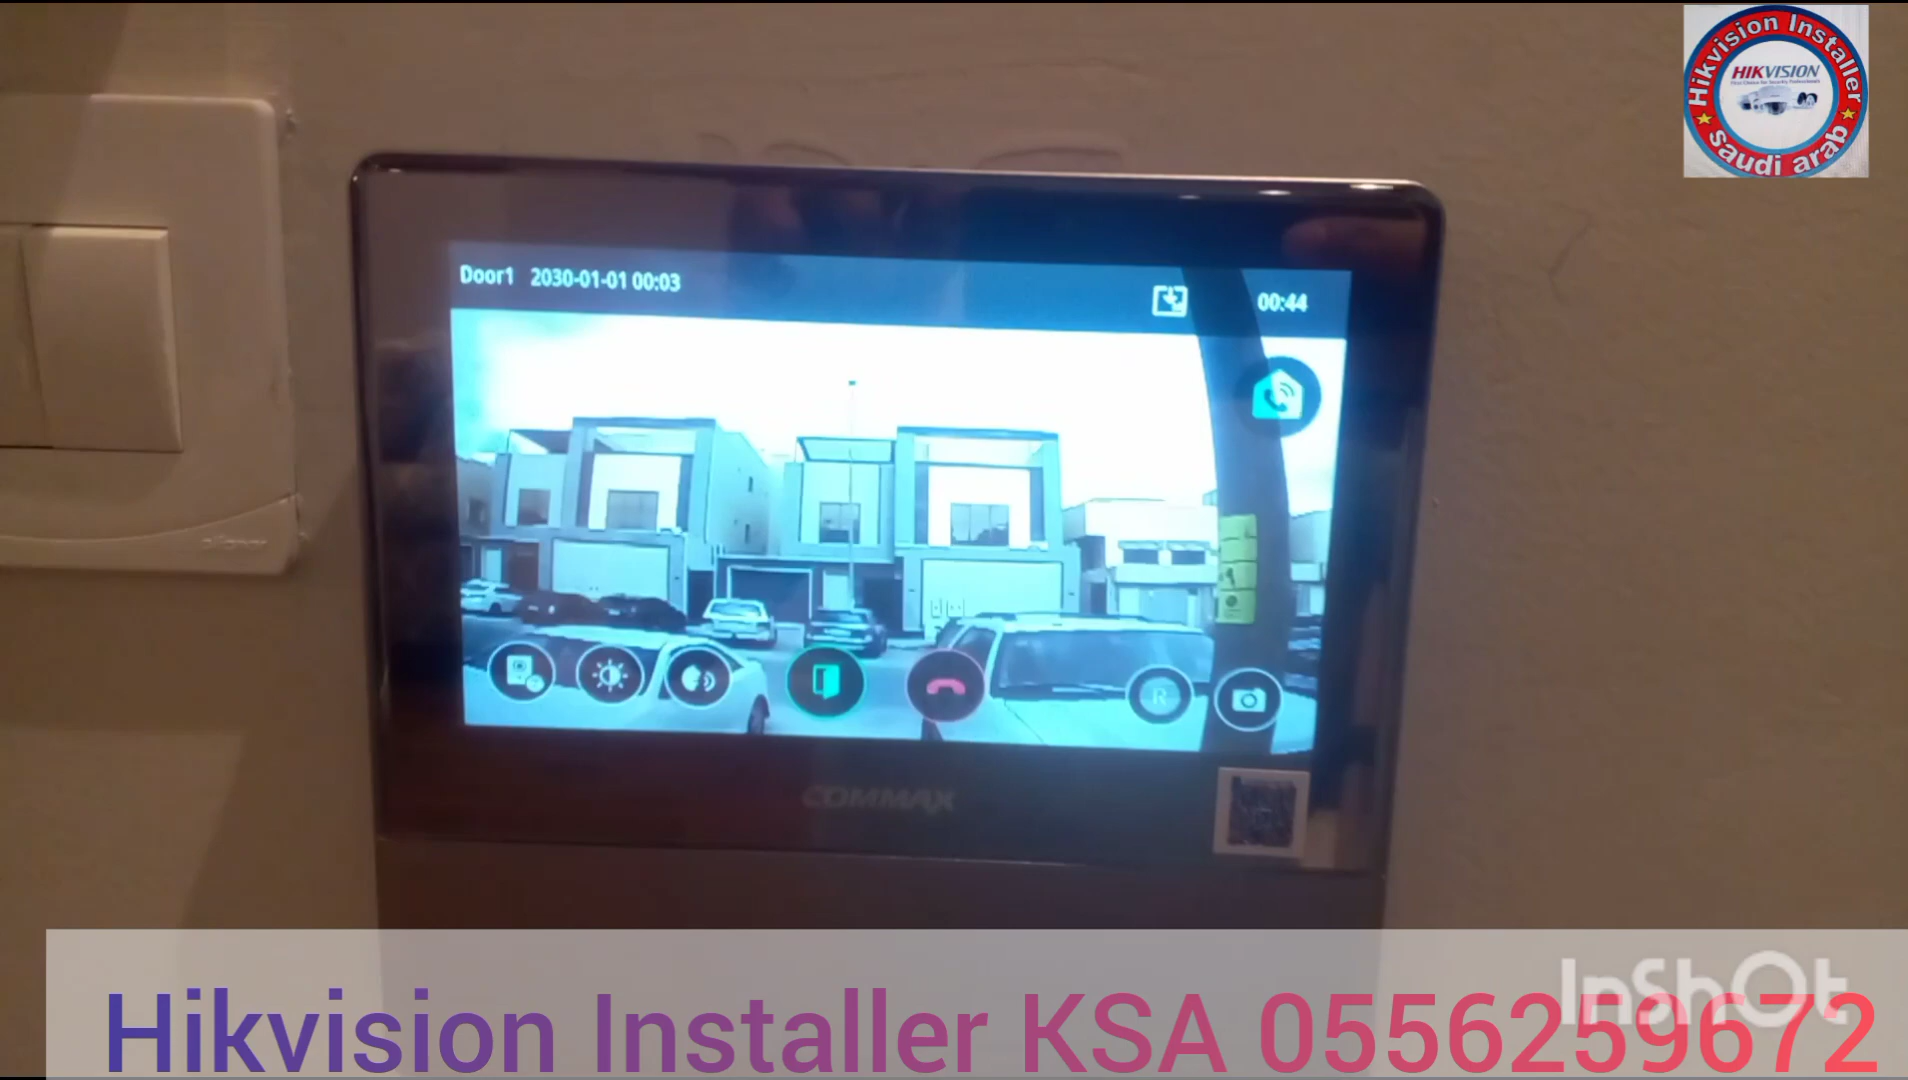 Hikvision Installer
HIKVISION
saudi arab
Door1 2030-01-01 00:03
00:44
R
COMMAX
InShOt
Hikvision Installer KSA 0556259672